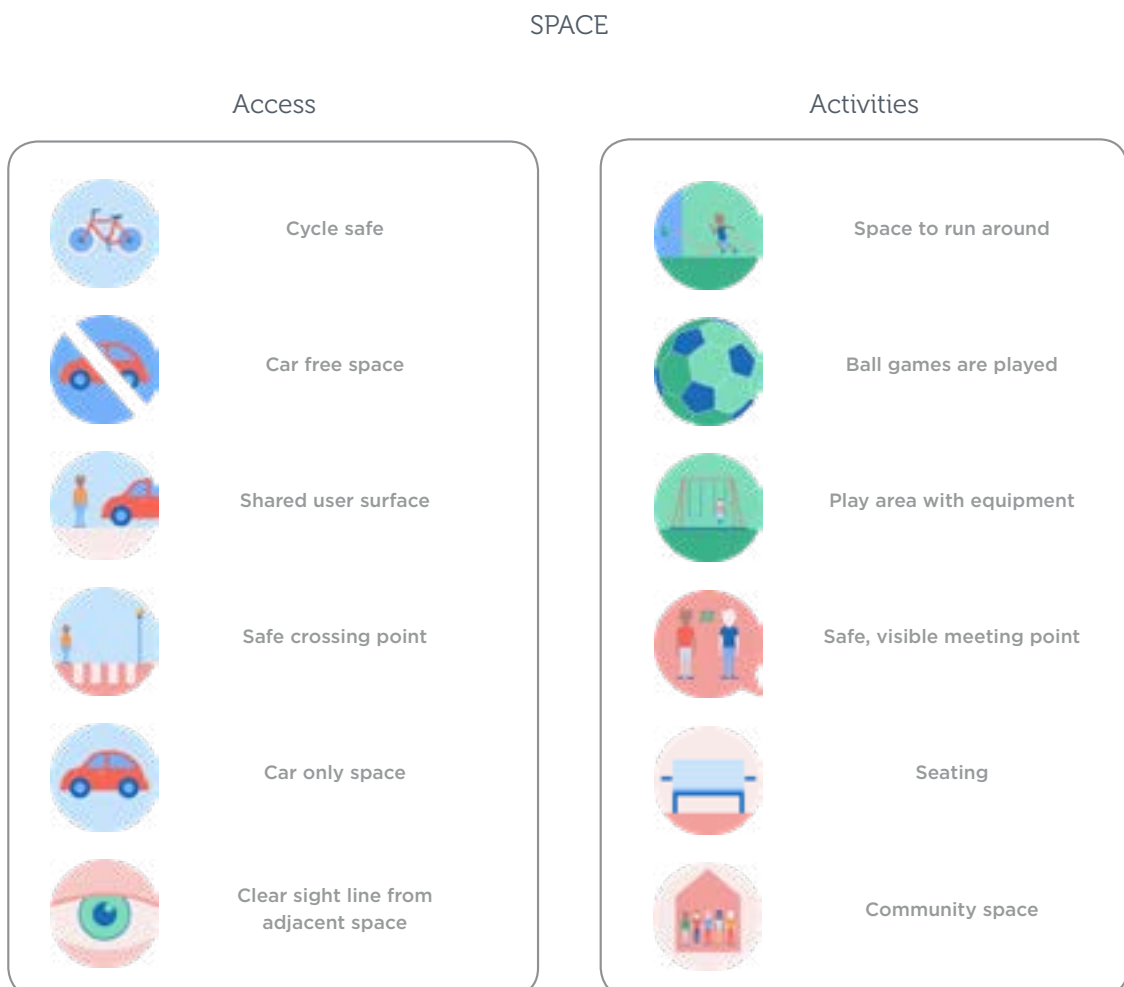 SPACE
Access
Cycle safe
Car free space
Shared user surface
Safe crossing point
Car only space
Clear sight line from
adjacent space
Activities
Space to run around
Ball games are played
Play area with equipment
Safe, visible meeting point
Seating
Community space